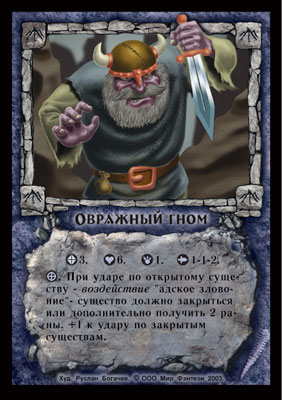 ОВРАЖНЫЙ ГНОМ
3. 6. 1. 1-1-2.
. При ударе по открытому суще-
ству - воздействие "адское злово-
ние"- существо должно закрыться
или дополнительно получить 2 ра-
ны. +1 к удару по закрытым
существам.
Худ. Руслан Богачев. © ООО Мир Фэнтези 2003